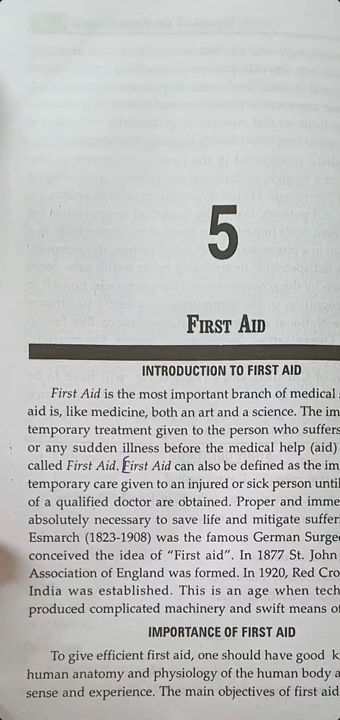 5
FIRST AID
INTRODUCTION TO FIRST AID
First Aid is the most important branch of medical
aid is, like medicine, both an art and a science. The im
temporary treatment given to the person who suffers
or any sudden illness before the medical help (aid)
called First Aid. First Aid can also be defined as the im
temporary care given to an injured or sick person until
of a qualified doctor are obtained. Proper and imme
absolutely necessary to save life and mitigate suffer
Esmarch (1823-1908) was the famous German Surge
conceived the idea of "First aid". In 1877 St. John
Association of England was formed. In 1920, Red Cro
India was established. This is an age when tech
produced complicated machinery and swift means of
IMPORTANCE OF FIRST AID
To give efficient first aid, one should have good k
human anatomy and physiology of the human body a
sense and experience. The main objectives of first aid